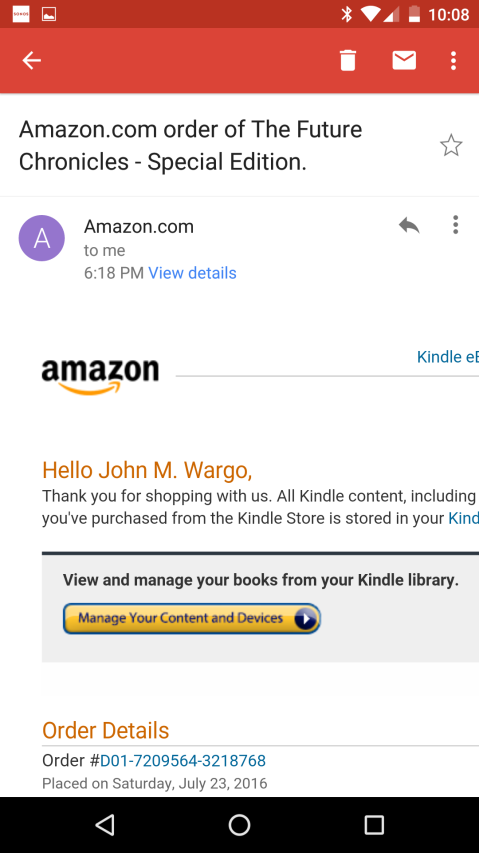 10:08
Amazon.com order of The Future
Chronicles - Special Edition.
A
Amazon.com
to me
6:18 PM View details
amazon
Kindle eB
Hello John M. Wargo,
Thank you for shopping with us. All Kindle content, including
you've purchased from the Kindle Store is stored in your Kind
View and manage your books from your Kindle library.
Manage Your Content and Devices
Order Details
Order #D01-7209564-3218768
Placed on Saturday, July 23, 2016